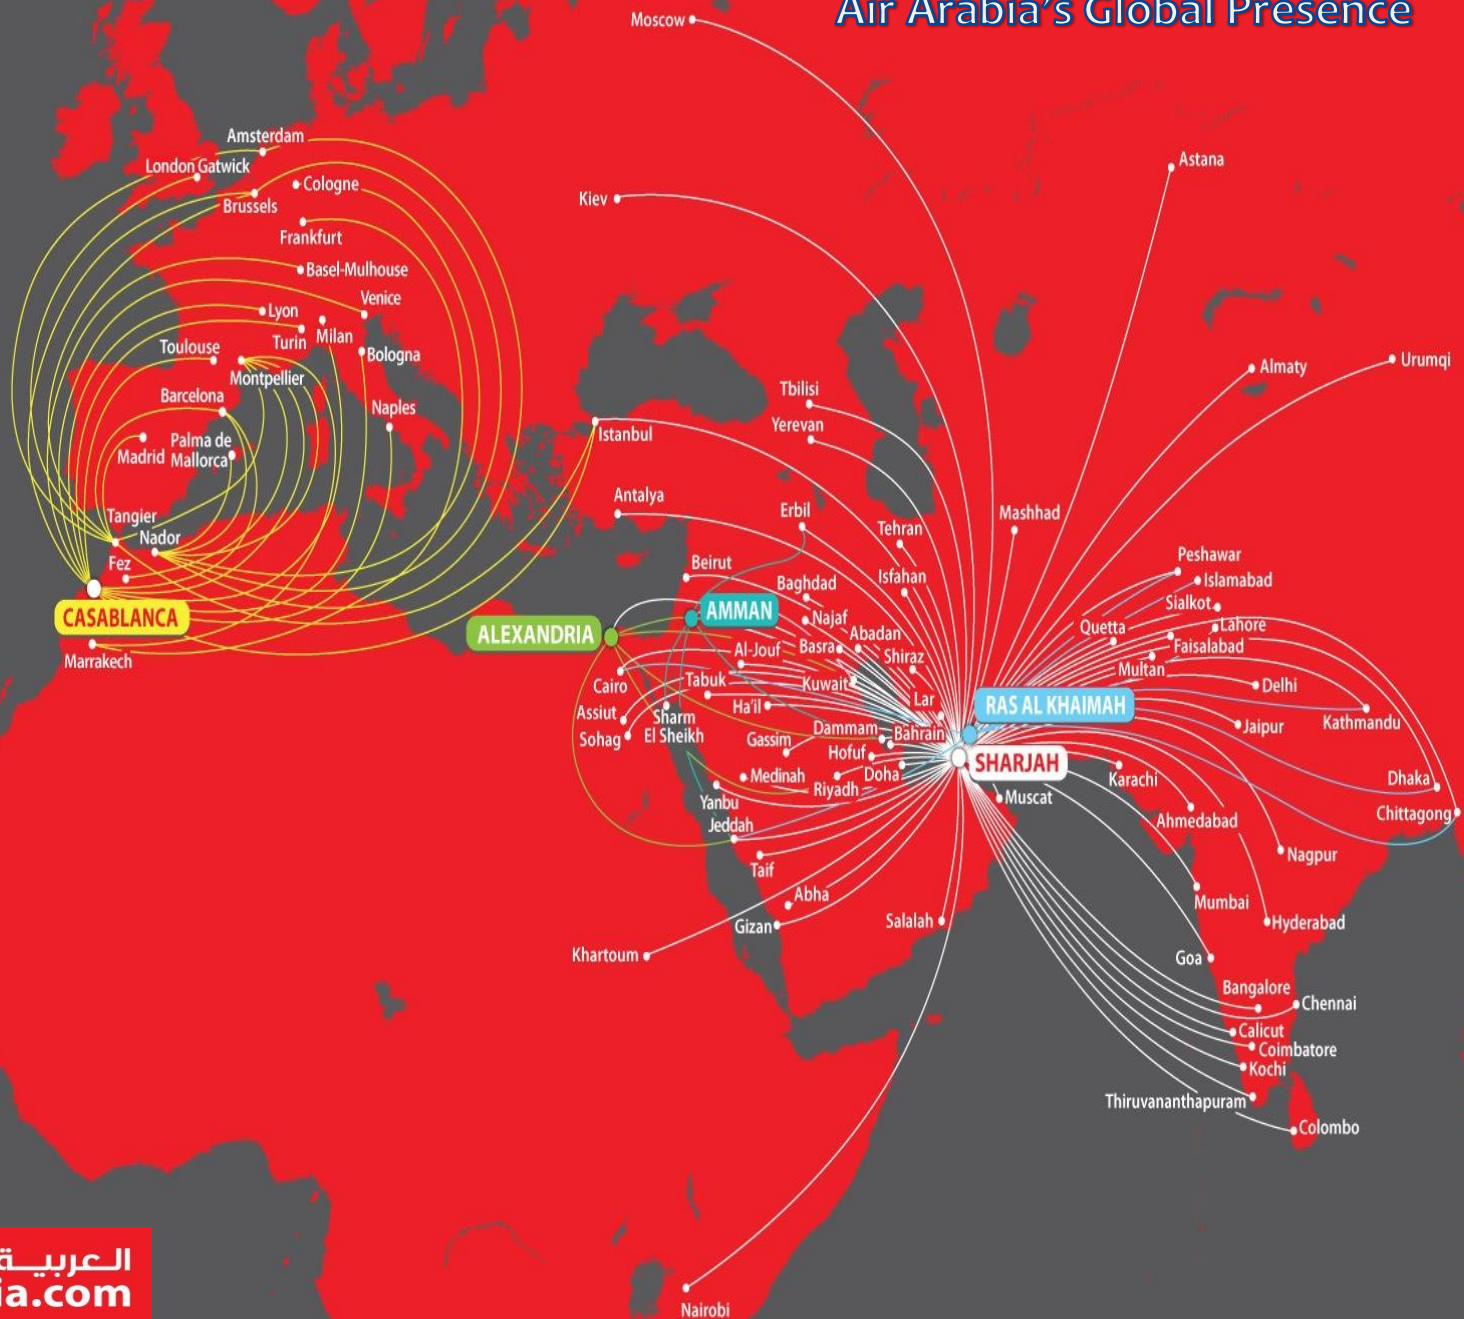 Air Arabia's Global Presence
Moscow
Amsterdam
London Gatwick
Astana
Cologne
Kiev
Brussels
Frankfurt
Basel-Mulhouse
Venice
Lyon
Turin
Milan
Toulouse
Bologna
Montpellier
Almaty
Urumqi
Tbilisi
Barcelona
Naples
Yerevan
Istanbul
Madrid
Palma de
Mallorca
Antalya
Erbil
Mashhad
Tangier
Nador
Tehran
Fez
Peshawar
Beirut
Isfahan
Baghdad
Islamabad
CASABLANCA
AMMAN
Sialkot
Najaf
Quetta
Lahore
ALEXANDRIA
Abadan
Basra
Faisalabad
Al-Jouf
Shiraz
Marrakech
Multan
Cairo
Tabuk
Kuwait
Delhi
Lar
RAS AL KHAIMAH
Ha'il
Assiut
Sharm
El Sheikh
Kathmandu
Jaipur
Sohag
Gassim
Dammam
Bahrain
Hofuf
SHARJAH
Medinah
Riyadh
Doha
Karachi
Dhaka
Yanbu
Muscat
Chittagong
Jeddah
Ahmedabad
Taif
Nagpur
Abha
Mumbai
Gizan
Salalah
Hyderabad
Khartoum
Goa
Bangalore
Chennai
Calicut
Coimbatore
Kochi
Thiruvananthapuram
Colombo
العربية
ia.com
Nairobi